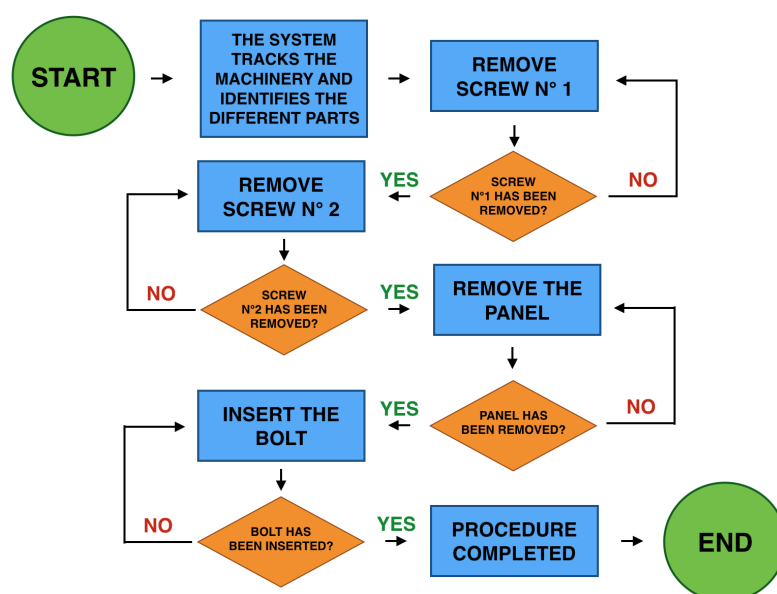 START
THE SYSTEM
TRACKS THE
MACHINERY AND
IDENTIFIES THE
DIFFERENT PARTS
REMOVE
SCREW N° 1
SCREW
N°1 HAS BEEN
REMOVED?
NO
YES
REMOVE
SCREW N° 2
SCREW
N°2 HAS BEEN
REMOVED?
NO
YES
REMOVE THE
PANEL
PANEL HAS
BEEN REMOVED?
NO
YES
INSERT THE
BOLT
BOLT HAS
BEEN INSERTED?
NO
YES
PROCEDURE
COMPLETED
END